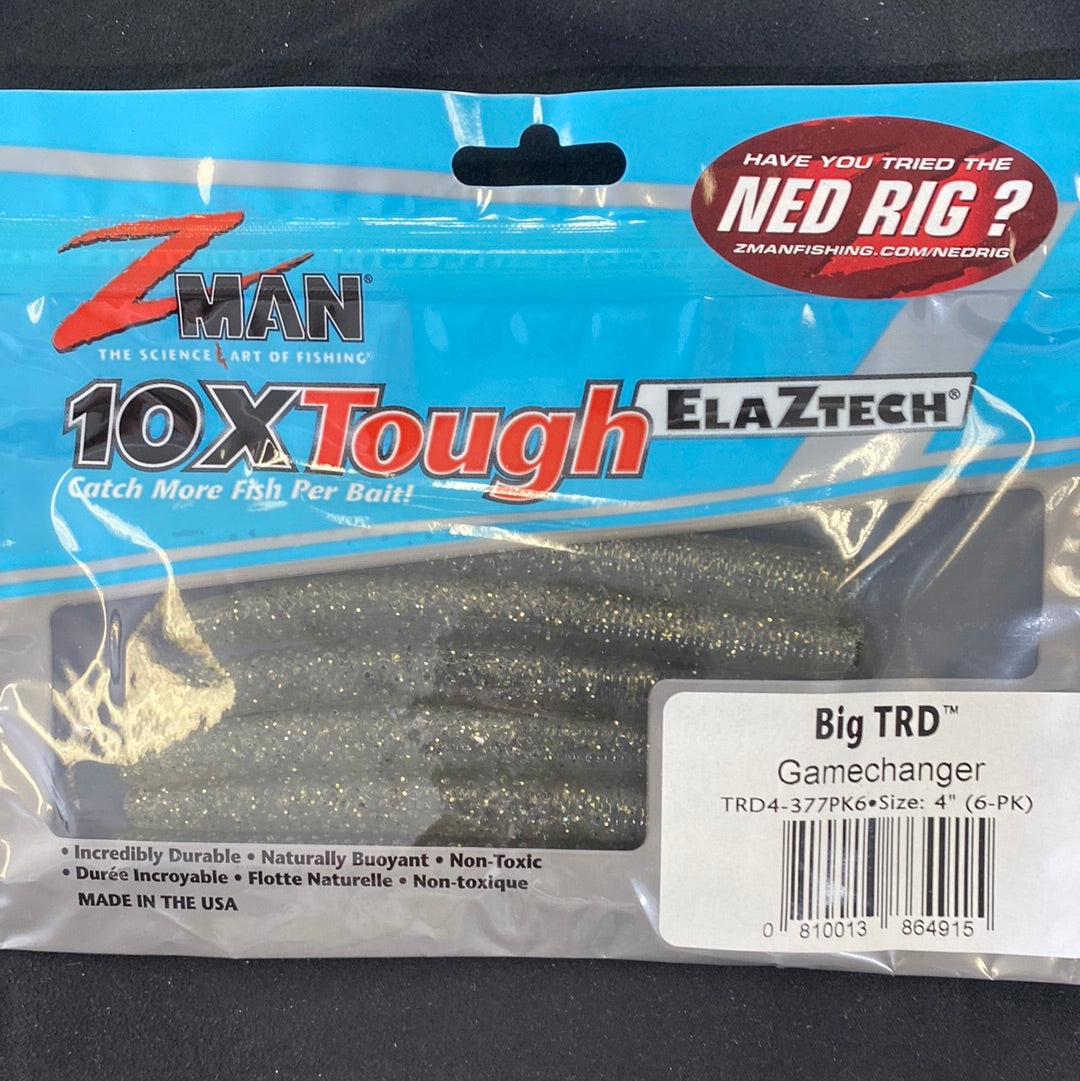 HAVE YOU TRIED THE
NED RIG ?
ZMANFISHING.COM/NEDRIG
ZMAN®
THE SCIENCE & ART OF FISHING®
10XTough ELAZTECH®
Catch More Fish Per Bait!
Big TRD™
Gamechanger
TRD4-377PK6•Size: 4" (6-PK)
0 810013 864915
• Incredibly Durable • Naturally Buoyant • Non-Toxic
• Durée Incroyable • Flotte Naturelle • Non-toxique
MADE IN THE USA